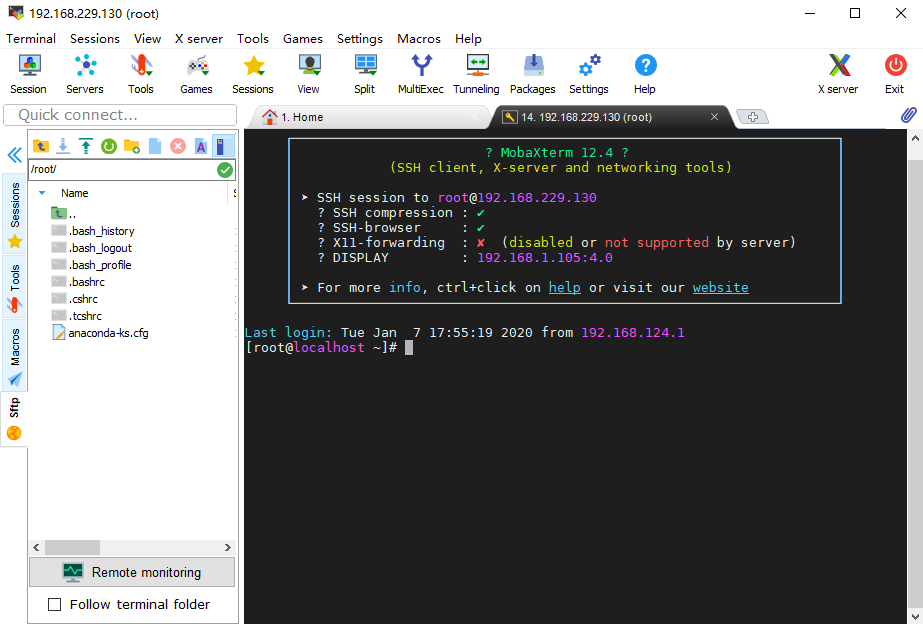 192.168.229.130 (root)
Terminal Sessions View X server Tools Games Settings Macros Help
Session Servers Tools Games Sessions View Split MultiExec Tunneling Packages Settings Help X server Exit
Quick connect...
1. Home
14. 192.168.229.130 (root)
/root/
Name S
..
.bash_history
.bash_logout
.bash_profile
.bashrc
.cshrc
.tcshrc
anaconda-ks.cfg
Sessions
Tools
Macros
Sftp
Remote monitoring
Follow terminal folder
? MobaXterm 12.4 ?
(SSH client, X-server and networking tools)
➤ SSH session to root@192.168.229.130
? SSH compression : ✔
? SSH-browser : ✔
? X11-forwarding : ✘ (disabled or not supported by server)
? DISPLAY : 192.168.1.105:4.0
➤ For more info, ctrl+click on help or visit our website
Last login: Tue Jan 7 17:55:19 2020 from 192.168.124.1
[root@localhost ~]#